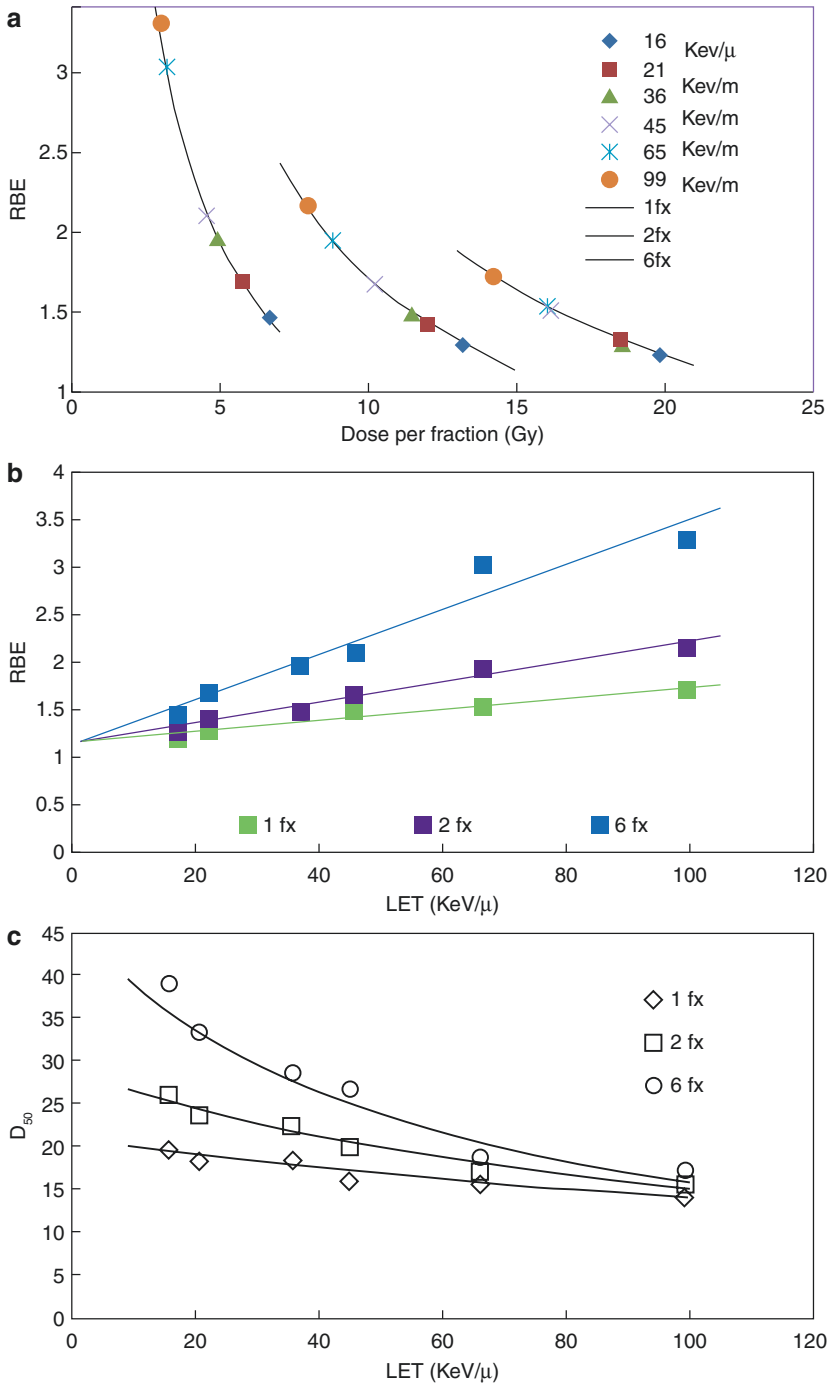 a
3
2.5
2
1.5
1
RBE
0
5
10
15
20
25
Dose per fraction (Gy)
16 Kev/μ
21 Kev/m
36 Kev/m
45 Kev/m
65 Kev/m
99 Kev/m
1fx
2fx
6fx
b
4
3.5
3
2.5
2
1.5
1
0.5
0
RBE
1 fx
2 fx
6 fx
0
20
40
60
80
100
120
LET (KeV/μ)
c
45
40
35
30
25
20
15
10
5
0
D50
1 fx
2 fx
6 fx
0
20
40
60
80
100
120
LET (KeV/μ)